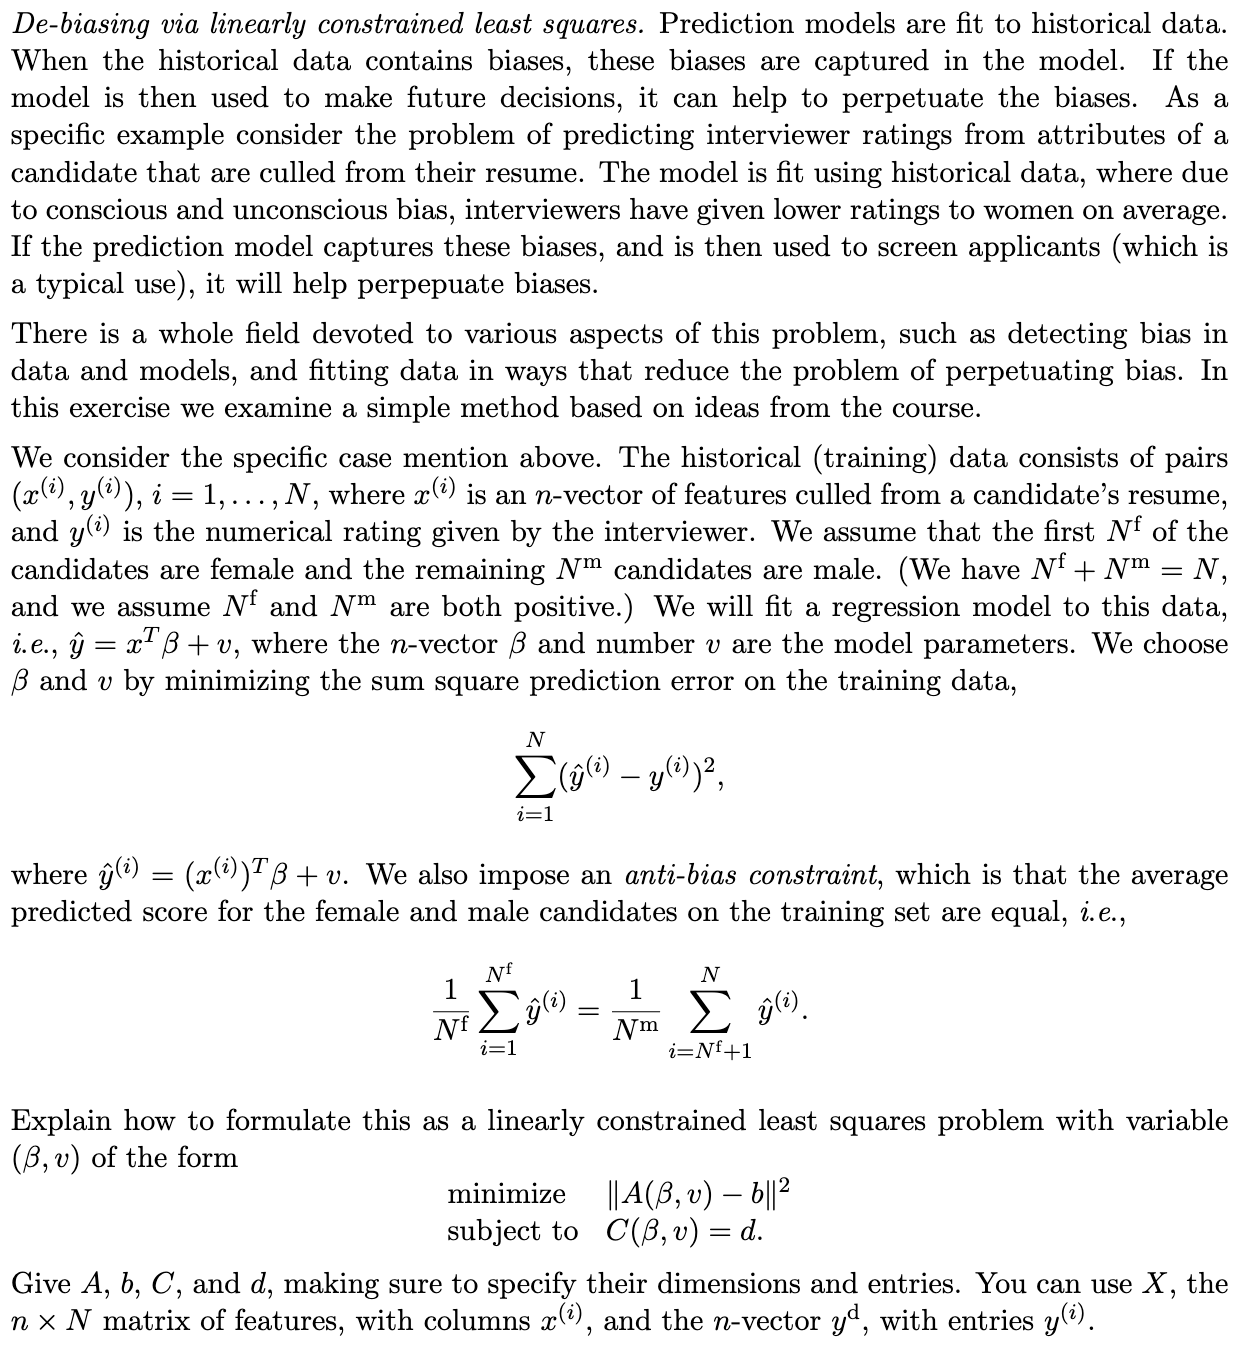 De-biasing via linearly constrained least squares. Prediction models are fit to historical data.
When the historical data contains biases, these biases are captured in the model. If the
model is then used to make future decisions, it can help to perpetuate the biases. As a
specific example consider the problem of predicting interviewer ratings from attributes of a
candidate that are culled from their resume. The model is fit using historical data, where due
to conscious and unconscious bias, interviewers have given lower ratings to women on average.
If the prediction model captures these biases, and is then used to screen applicants (which is
a typical use), it will help perpepuate biases.
There is a whole field devoted to various aspects of this problem, such as detecting bias in
data and models, and fitting data in ways that reduce the problem of perpetuating bias. In
this exercise we examine a simple method based on ideas from the course.
We consider the specific case mention above. The historical (training) data consists of pairs
$(x^{(i)}, y^{(i)})$, $i = 1, \ldots, N$, where $x^{(i)}$ is an $n$-vector of features culled from a candidate's resume,
and $y^{(i)}$ is the numerical rating given by the interviewer. We assume that the first $N^{\mathrm{f}}$ of the
candidates are female and the remaining $N^{\mathrm{m}}$ candidates are male. (We have $N^{\mathrm{f}} + N^{\mathrm{m}} = N$,
and we assume $N^{\mathrm{f}}$ and $N^{\mathrm{m}}$ are both positive.) We will fit a regression model to this data,
i.e., $\hat{y} = x^T \beta + v$, where the $n$-vector $\beta$ and number $v$ are the model parameters. We choose
$\beta$ and $v$ by minimizing the sum square prediction error on the training data,
$$\sum_{i=1}^{N} (\hat{y}^{(i)} - y^{(i)})^2,$$
where $\hat{y}^{(i)} = (x^{(i)})^T \beta + v$. We also impose an anti-bias constraint, which is that the average
predicted score for the female and male candidates on the training set are equal, i.e.,
$$\frac{1}{N^{\mathrm{f}}} \sum_{i=1}^{N^{\mathrm{f}}} \hat{y}^{(i)} = \frac{1}{N^{\mathrm{m}}} \sum_{i=N^{\mathrm{f}}+1}^{N} \hat{y}^{(i)}.$$
Explain how to formulate this as a linearly constrained least squares problem with variable
$(\beta, v)$ of the form
minimize $\|A(\beta, v) - b\|^2$
subject to $C(\beta, v) = d.$
Give $A$, $b$, $C$, and $d$, making sure to specify their dimensions and entries. You can use $X$, the
$n \times N$ matrix of features, with columns $x^{(i)}$, and the $n$-vector $y^{\mathrm{d}}$, with entries $y^{(i)}$.